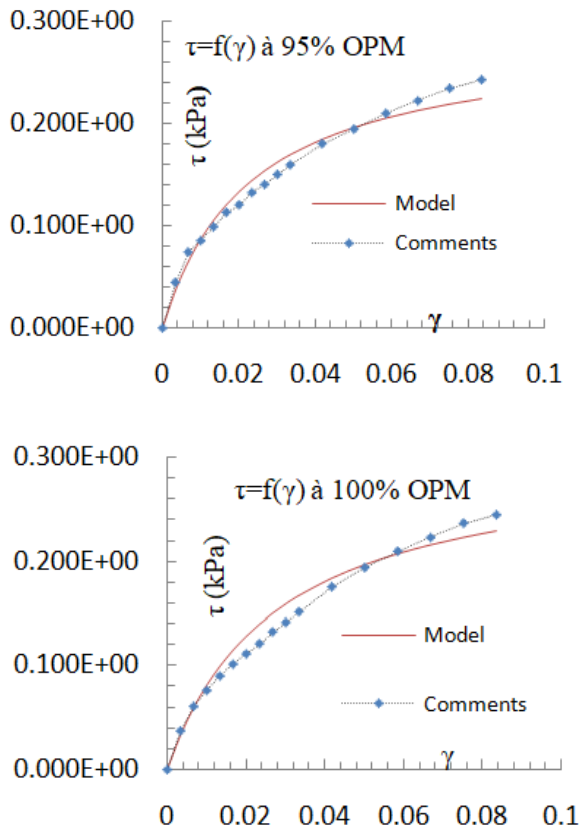 0.300E+00
τ=f(γ) à 95% OPM
0.200E+00
τ (kPa)
0.100E+00
Model
Comments
0.000E+00
γ
0 0.02 0.04 0.06 0.08 0.1
0.300E+00
τ=f(γ) à 100% OPM
0.200E+00
τ (kPa)
0.100E+00
Model
Comments
0.000E+00
γ
0 0.02 0.04 0.06 0.08 0.1